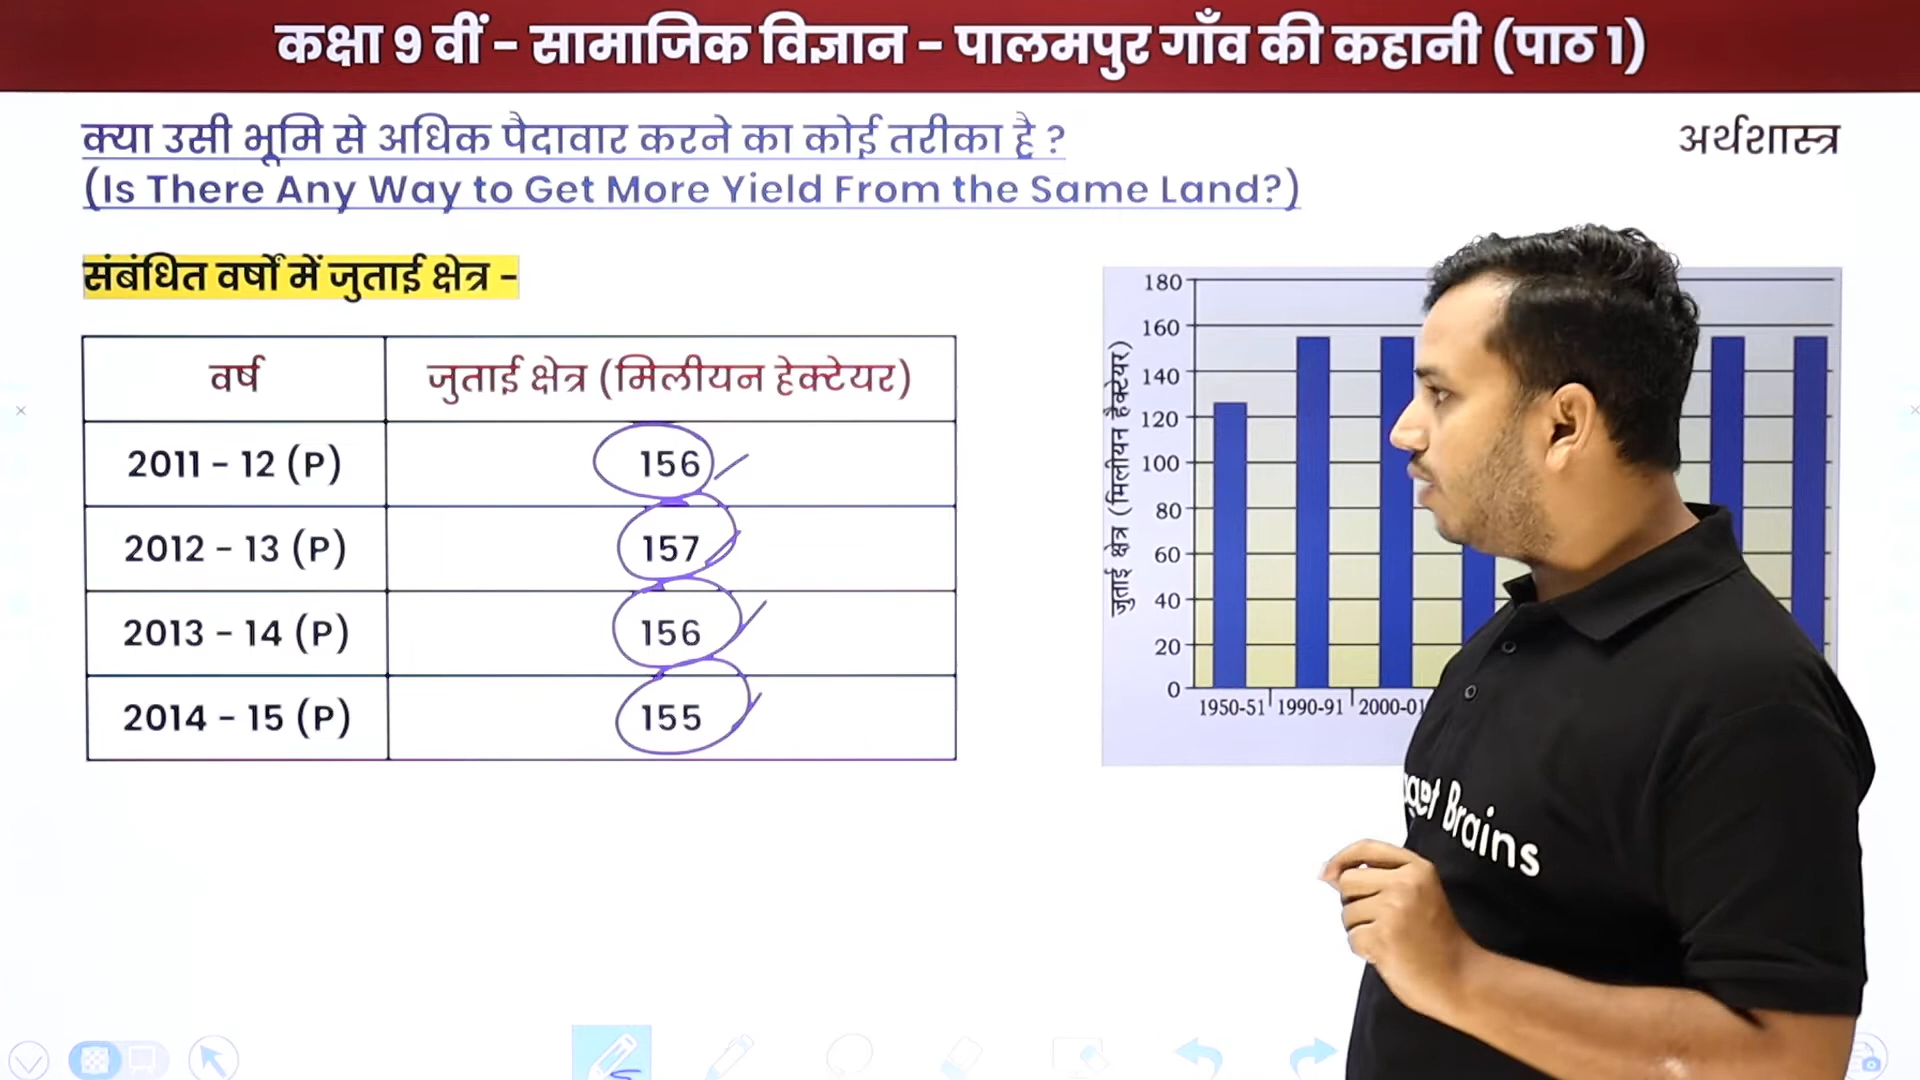 कक्षा 9 वीं - सामाजिक विज्ञान - पालमपुर गाँव की कहानी (पाठ 1)
क्या उसी भूमि से अधिक पैदावार करने का कोई तरीका है ?
अर्थशास्त्र
(Is There Any Way to Get More Yield From the Same Land?)
संबंधित वर्षों में जुताई क्षेत्र -
वर्ष जुताई क्षेत्र (मिलीयन हेक्टेयर)
2011 - 12 (P) 156
2012 - 13 (P) 157
2013 - 14 (P) 156
2014 - 15 (P) 155
जुताई क्षेत्र (मिलीयन हैक्टेयर)
180
160
140
120
100
80
60
40
20
0
1950-51 1990-91 2000-01
Brains